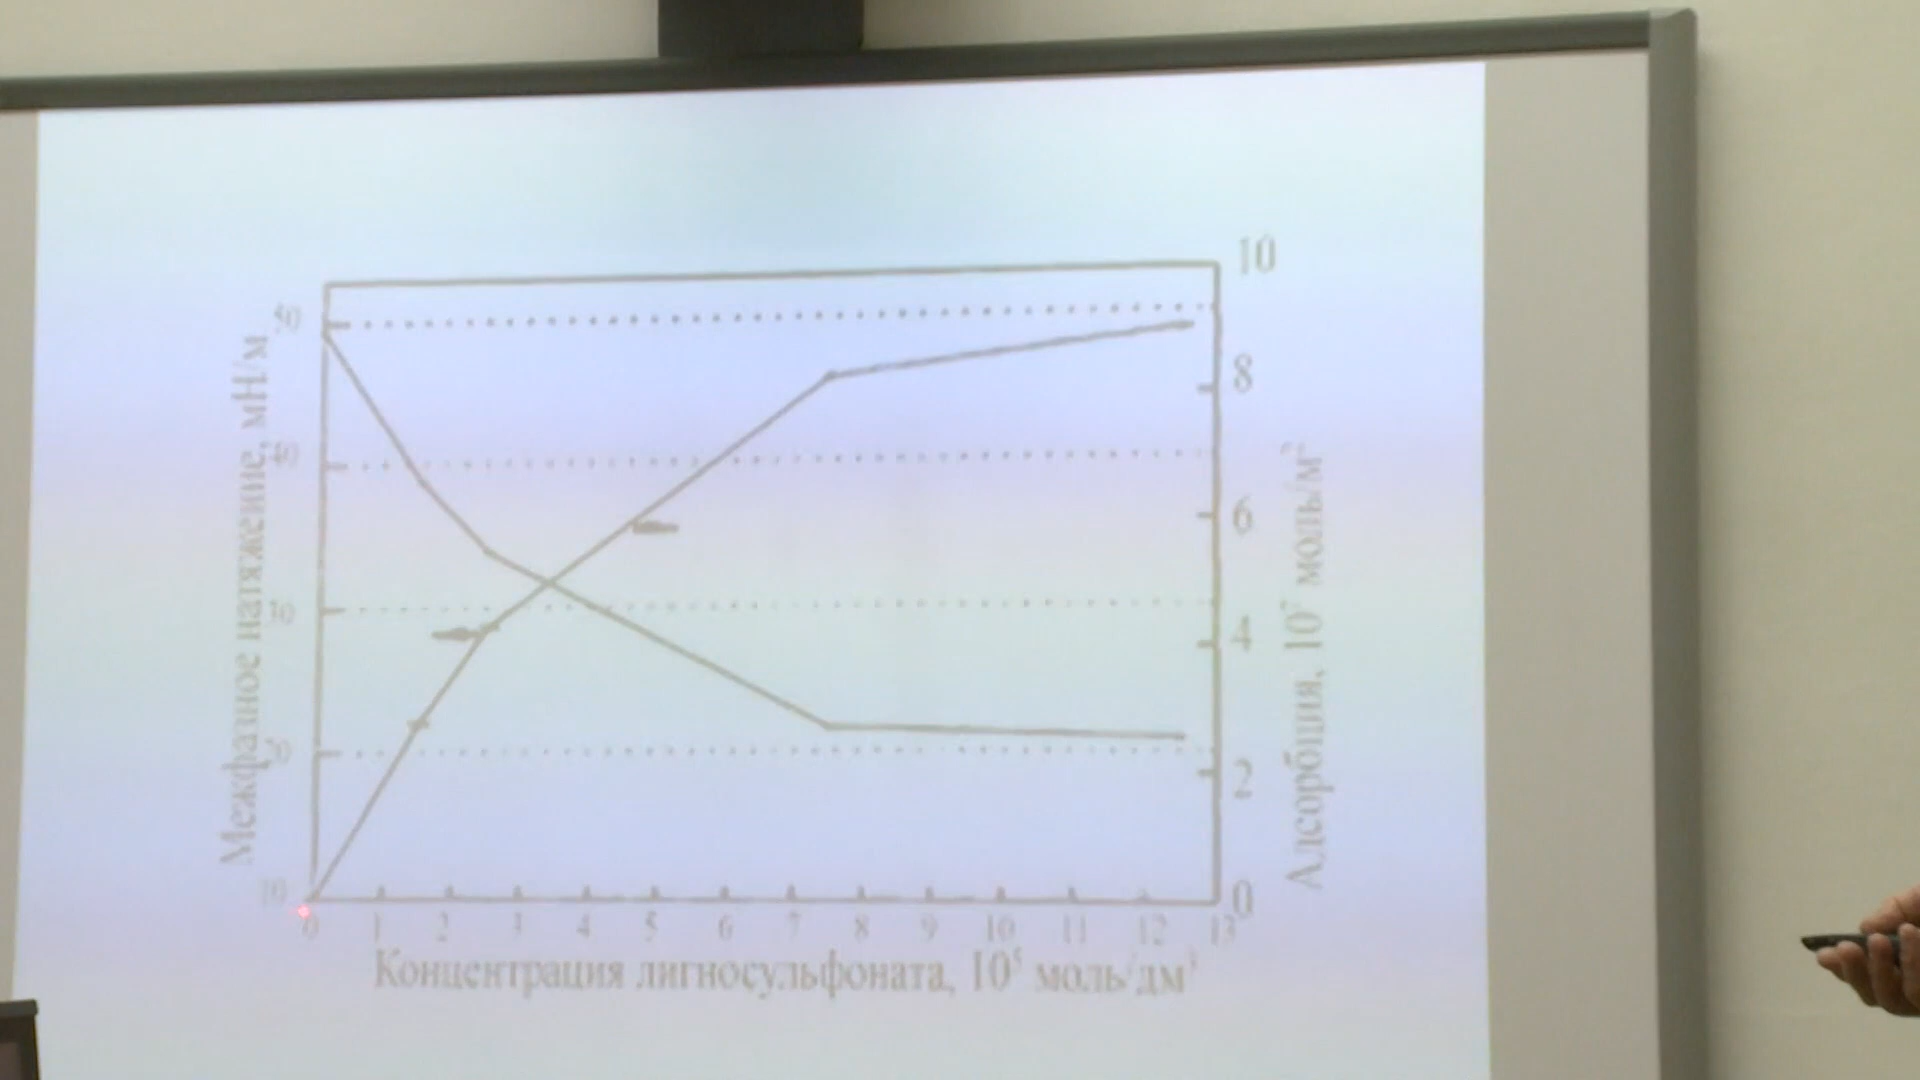 Межфазное натяжение, мН/м
50
40
30
20
10
10
8
6
4
2
0
Адсорбция, 10⁷ моль/м²
0 1 2 3 4 5 6 7 8 9 10 11 12 13
Концентрация лигносульфоната, 10⁵ моль/дм³